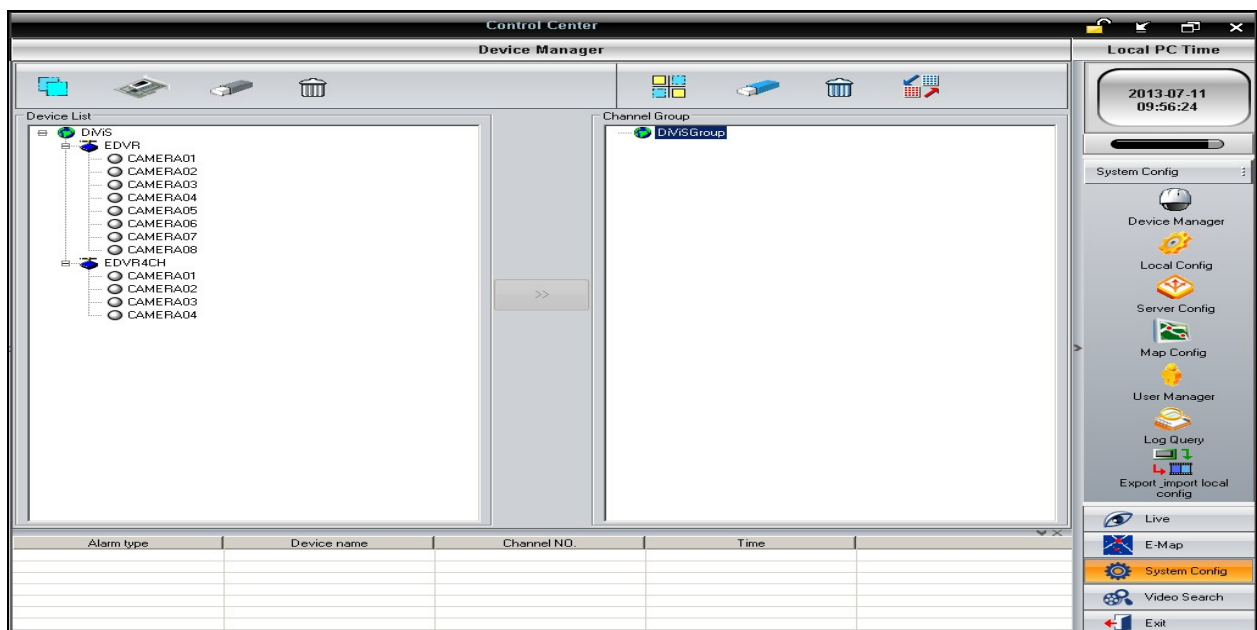 Control Center
Device Manager
Local PC Time
2013-07-11
09:56:24
Device List
DiViS
EDVR
CAMERA01
CAMERA02
CAMERA03
CAMERA04
CAMERA05
CAMERA06
CAMERA07
CAMERA08
EDVR4CH
CAMERA01
CAMERA02
CAMERA03
CAMERA04
>>
Channel Group
DiViSGroup
System Config
Device Manager
Local Config
Server Config
Map Config
User Manager
Log Query
Export_import local
config
Live
E-Map
System Config
Video Search
Exit
Alarm type Device name Channel NO. Time